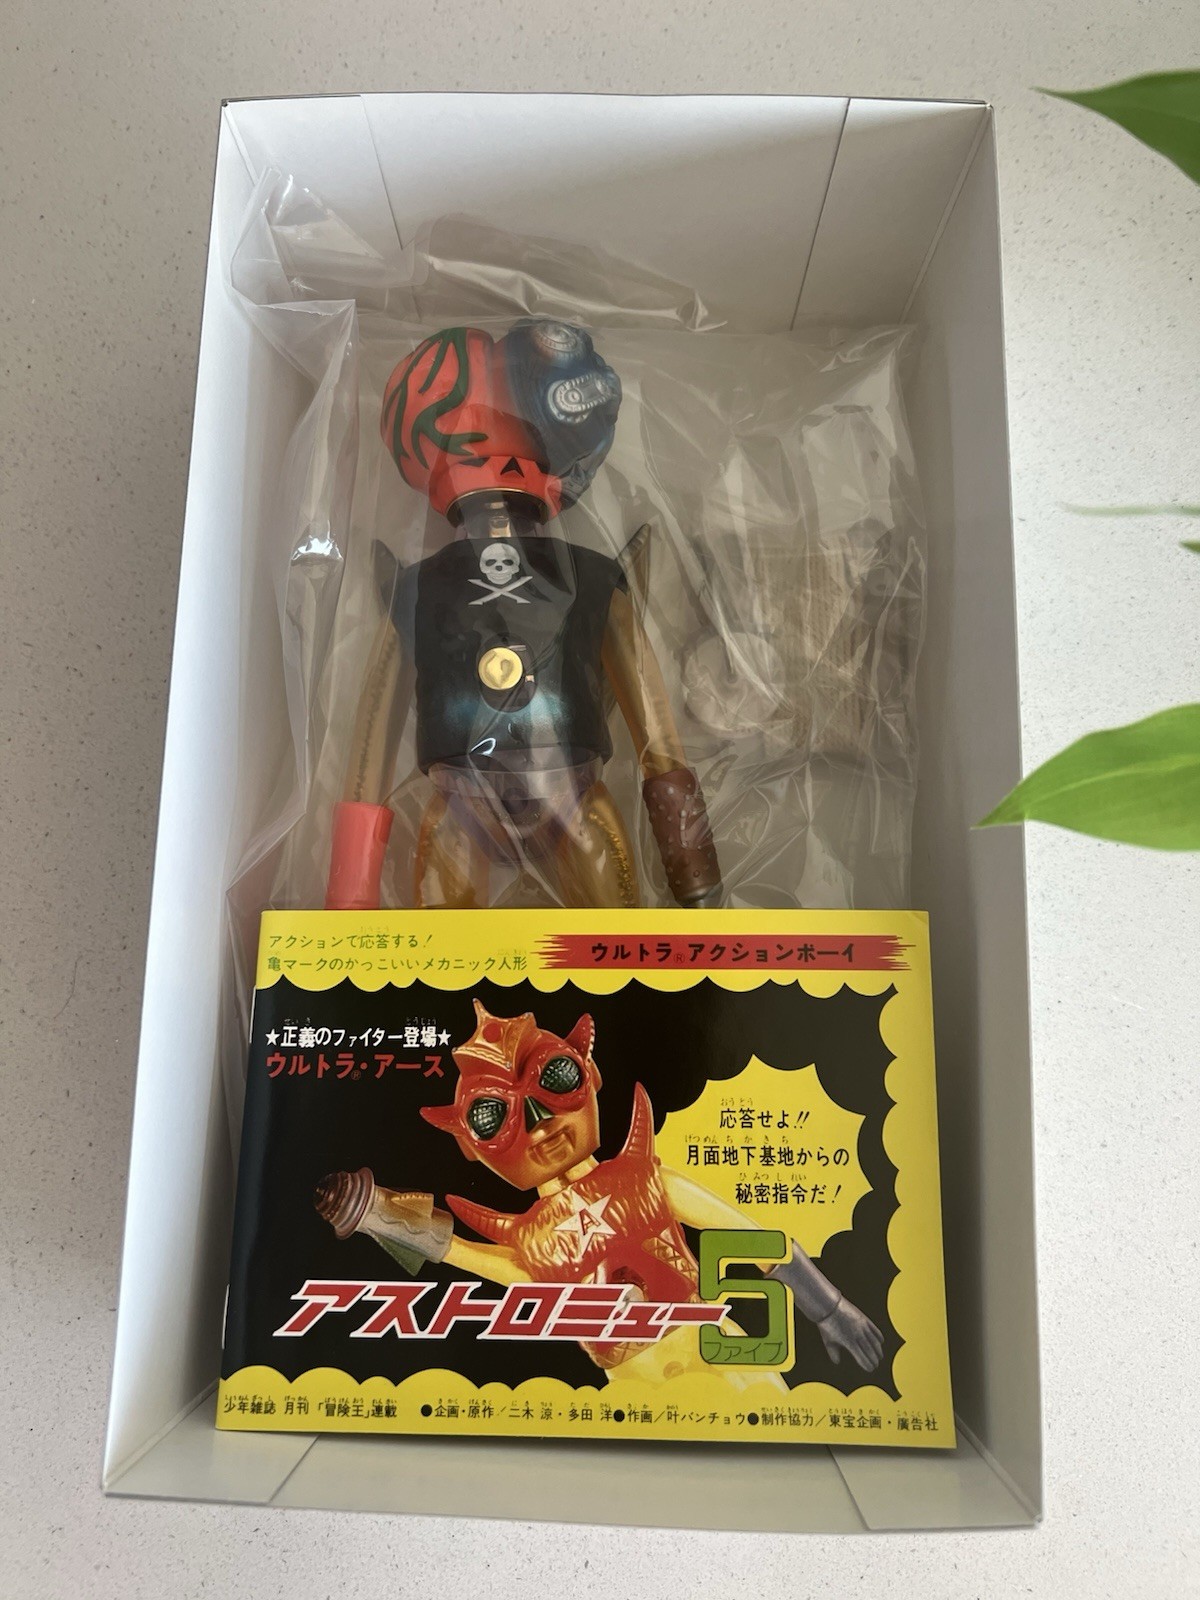 アクションで応答する!
亀マークのかっこいいメカニック人形
ウルトラ®アクションボーイ
★正義のファイター登場★
ウルトラ®・アース
応答せよ!!
月面地下基地からの
秘密指令だ!
A
アストロミュー5
ファイブ
少年雑誌 月刊「冒険王」連載 ●企画・原作/二木 涼・多田 洋●作画/叶バンチョウ●制作協力/東宝企画・廣告社